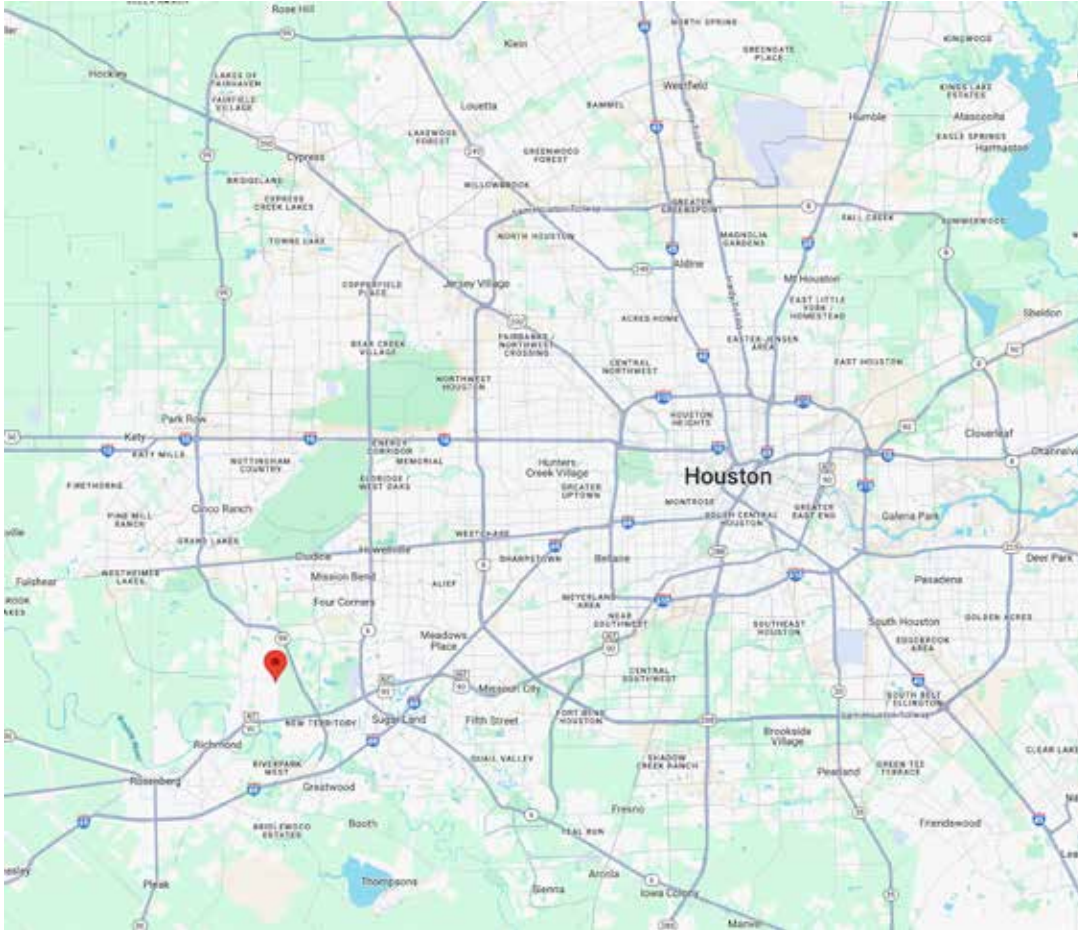 Rose Hill
NORTH SPRING
KINGWOOD
Klein
GREENGATE
PLACE
Hockley
LAKES OF
FAIRHAVEN
Westfield
KINGS LAKE
ESTATES
FAIRFIELD
VILLAGE
Louetta
BAMMEL
Humble
Atascocita
LAKEWOOD
FOREST
EAGLE SPRINGS
Cypress
GREENWOOD
FOREST
BRIDGELAND
WILLOWBROOK
CYPRESS
CREEK LAKES
GREATER
GREENSPOINT
FALL CREEK
SUMMERWOOD
TOWNE LAKE
NORTH HOUSTON
MAGNOLIA
GARDENS
Aldine
COPPERFIELD
PLACE
Jersey Village
Mt Houston
ACRES HOME
EAST LITTLE
YORK /
HOMESTEAD
Sheldon
BEAR CREEK
VILLAGE
FAIRBANKS /
NORTHWEST
CROSSING
EASTEX-JENSEN
AREA
CENTRAL
NORTHWEST
EAST HOUSTON
NORTHWEST
HOUSTON
Park Row
HOUSTON
HEIGHTS
Katy
KATY MILLS
ENERGY
CORRIDOR
Cloverleaf
NOTTINGHAM
COUNTRY
MEMORIAL
Hunters
Creek Village
Houston
FIRETHORNE
ELDRIDGE /
WEST OAKS
GREATER
UPTOWN
MONTROSE
PINE MILL
RANCH
Cinco Ranch
SOUTH CENTRAL
HOUSTON
GREATER
EAST END
Galena Park
GRAND LAKES
WESTCHASE
Clodine
Howellville
SHARPSTOWN
Bellaire
Deer Park
Fulshear
WESTHEIMER
LAKES
Mission Bend
ALIEF
Pasadena
Four Corners
MEYERLAND
AREA
NEAR
SOUTHWEST
SOUTHEAST
HOUSTON
South Houston
GOLDEN ACRES
Meadows
Place
EDGEBROOK
AREA
CENTRAL
SOUTHWEST
Missouri City
SOUTH BELT
/ ELLINGTON
NEW TERRITORY
Sugar Land
Fifth Street
FORT BEND
HOUSTON
Richmond
Brookside
Village
RIVERPARK
WEST
QUAIL VALLEY
SHADOW
CREEK RANCH
Pearland
GREEN TEE
TERRACE
CLEAR LAKE
Rosenberg
Greatwood
Fresno
BRIDLEWOOD
ESTATES
Booth
TEAL RUN
Friendswood
Pleak
Thompsons
Sienna
Arcola
Iowa Colony
Manvel